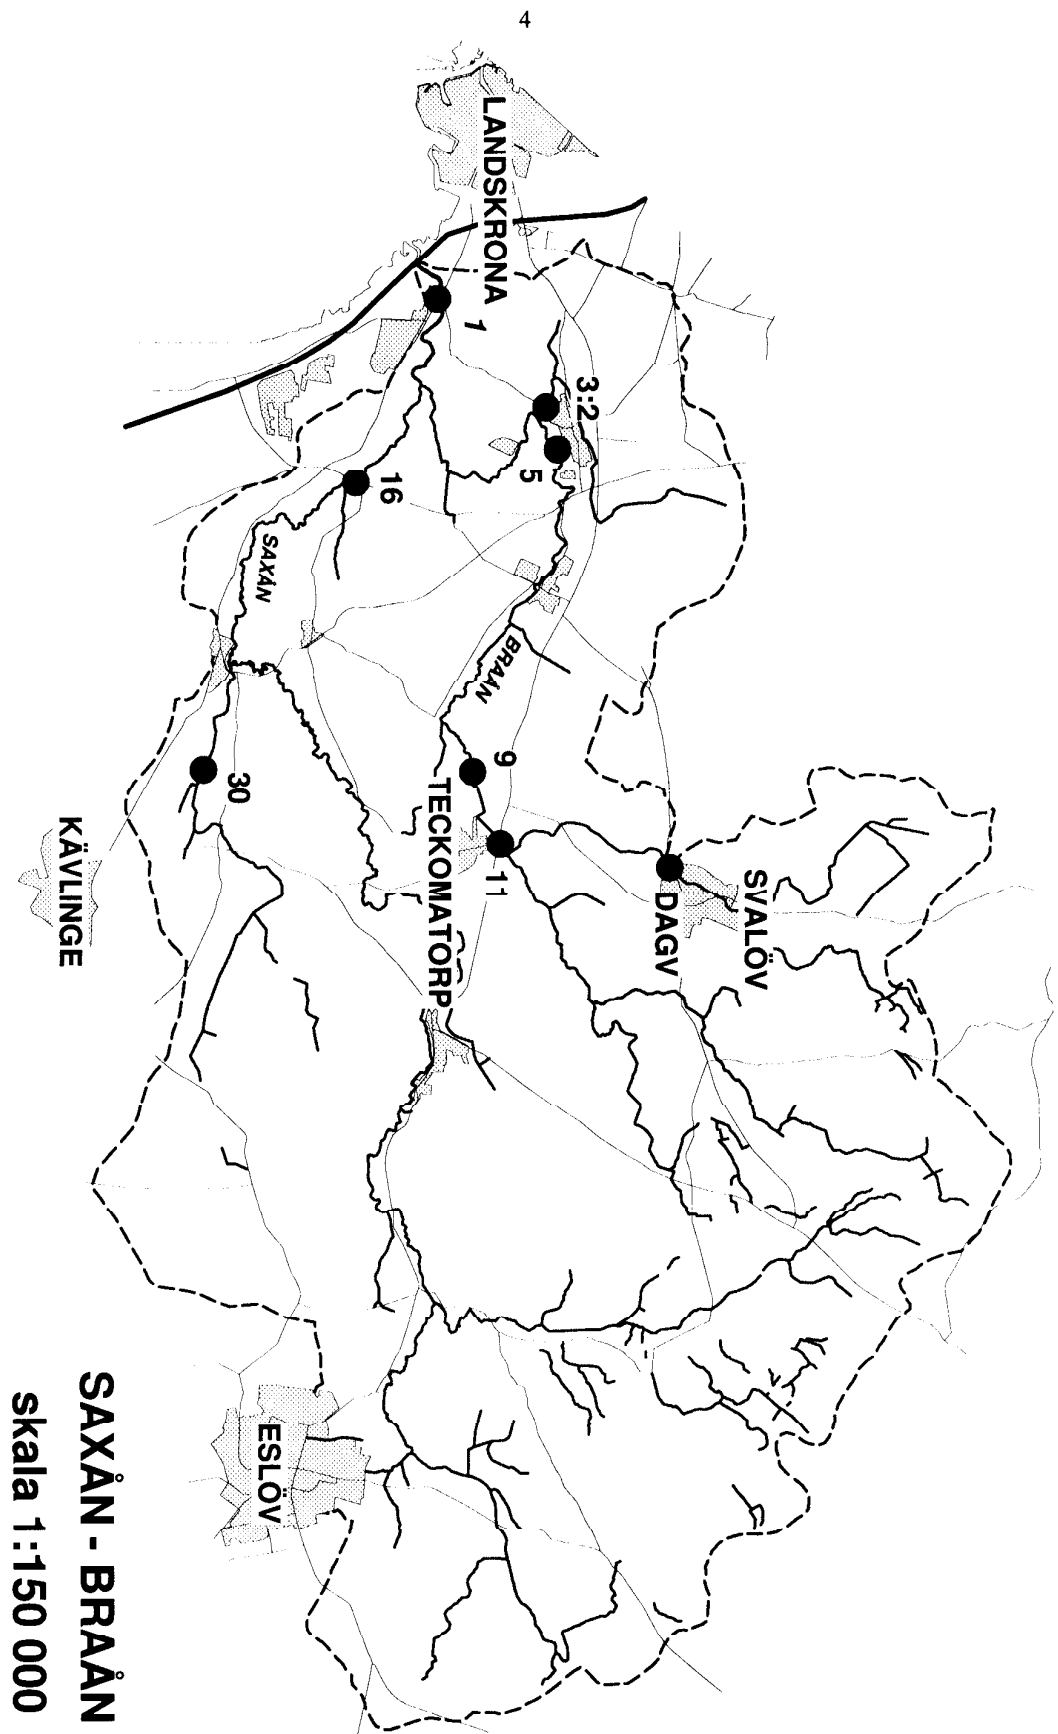 4
LANDSKRONA
1
3:2
5
16
SAXÅN
BRAÅN
9
TECKOMATORP
30
11
KÄVLINGE
SVALÖV
DAGV
ESLÖV
SAXÅN - BRAÅN
skala 1:150 000